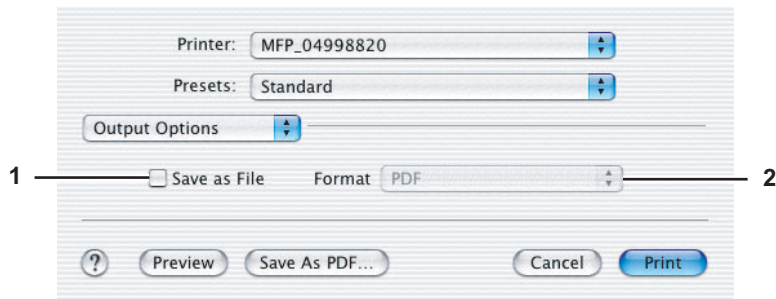 Printer: MFP_04998820
Presets: Standard
Output Options
1 Save as File Format PDF 2
? Preview Save As PDF... Cancel Print